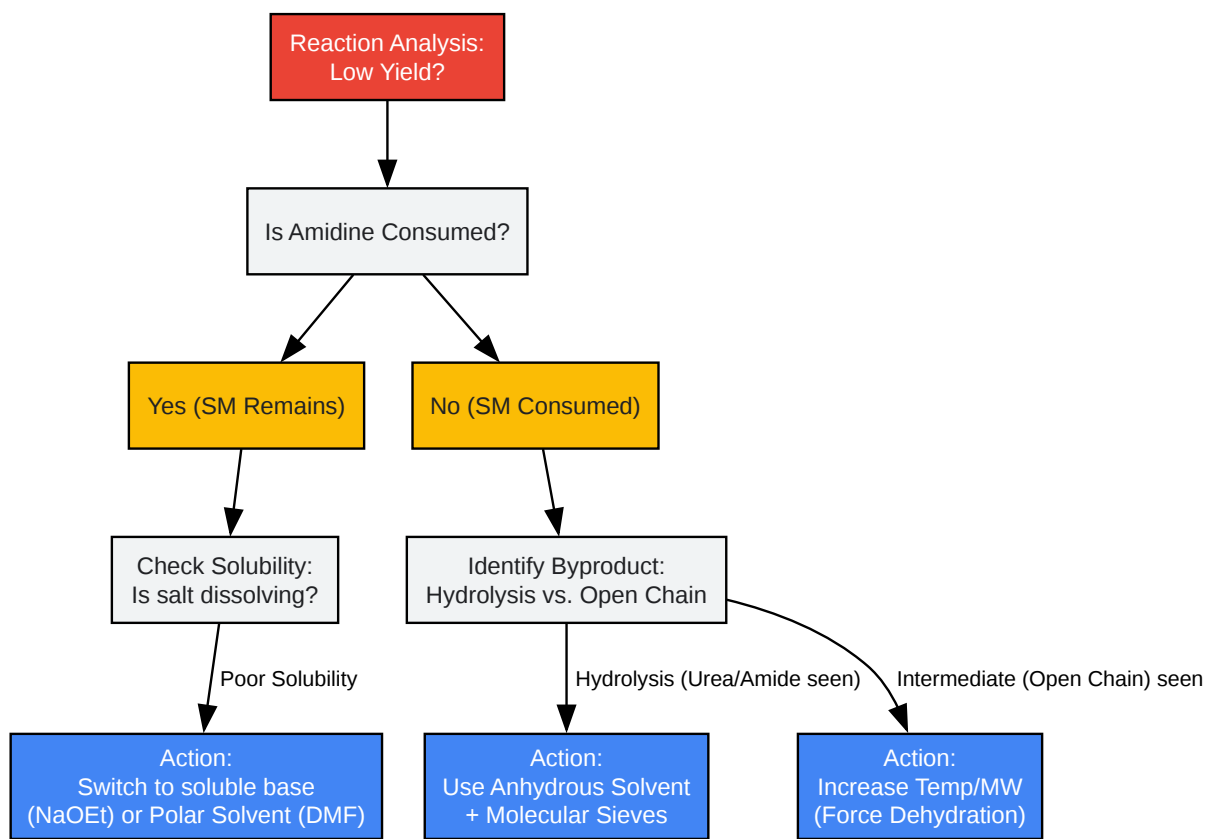 Reaction Analysis:
Low Yield?
Is Amidine Consumed?
Yes (SM Remains)
No (SM Consumed)
Check Solubility:
Is salt dissolving?
Identify Byproduct:
Hydrolysis vs. Open Chain
Poor Solubility
Hydrolysis (Urea/Amide seen)
Intermediate (Open Chain) seen
Action:
Switch to soluble base
(NaOEt) or Polar Solvent (DMF)
Action:
Use Anhydrous Solvent
+ Molecular Sieves
Action:
Increase Temp/MW
(Force Dehydration)